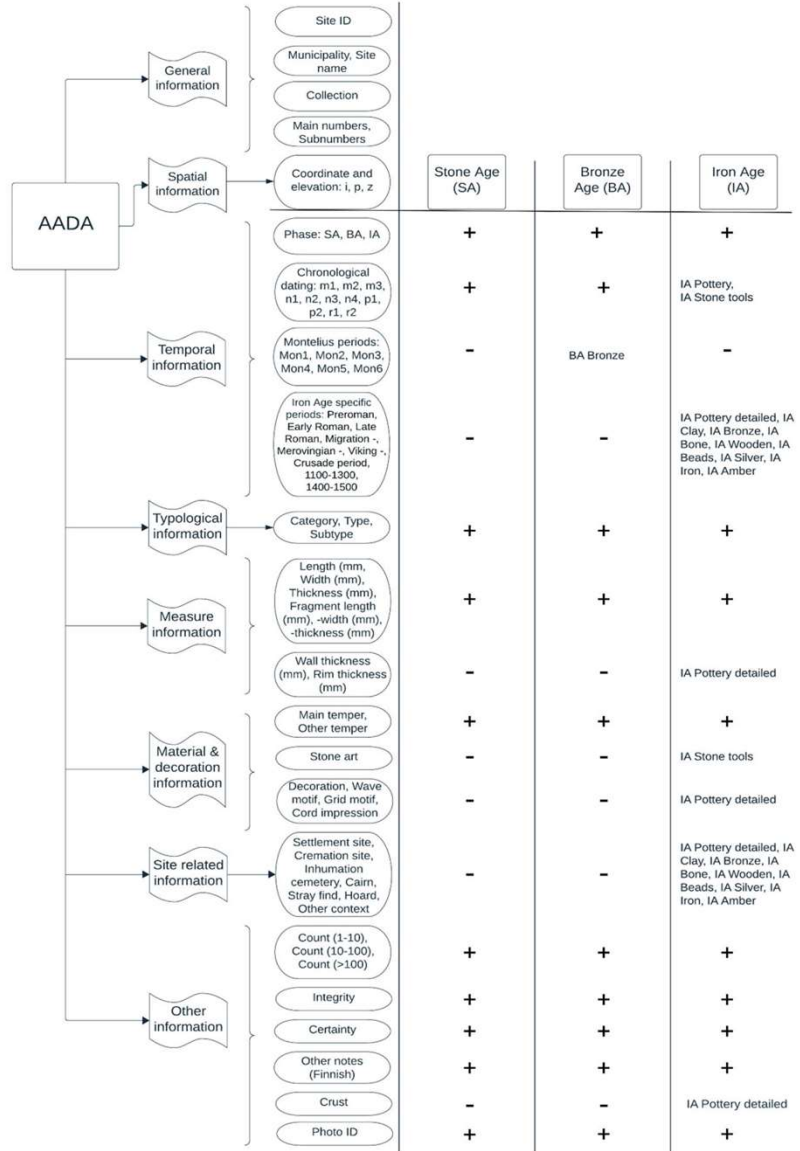 Site ID
Municipality, Site
name
General
information
Collection
Main numbers,
Subnumbers
Stone Age
(SA)
Bronze
Age (BA)
Iron Age
(IA)
Spatial
information
Coordinate and
elevation: i, p, z
AADA
Phase: SA, BA, IA
+
+
+
Chronological
dating: m1, m2, m3,
n1, n2, n3, n4, p1,
p2, r1, r2
+
+
IA Pottery,
IA Stone tools
Temporal
information
Montelius periods:
Mon1, Mon2, Mon3,
Mon4, Mon5, Mon6
-
BA Bronze
-
Iron Age specific
periods: Preroman,
Early Roman, Late
Roman, Migration -,
Merovingian -, Viking -,
Crusade period,
1100-1300,
1400-1500
-
-
IA Pottery detailed, IA
Clay, IA Bronze, IA
Bone, IA Wooden, IA
Beads, IA Silver, IA
Iron, IA Amber
Typological
information
Category, Type,
Subtype
+
+
+
Measure
information
Length (mm,
Width (mm),
Thickness (mm),
Fragment length
(mm), -width (mm),
-thickness (mm)
+
+
+
Wall thickness
(mm), Rim thickness
(mm)
-
-
IA Pottery detailed
Material &
decoration
information
Main temper,
Other temper
+
+
+
Stone art
-
-
IA Stone tools
Decoration, Wave
motif, Grid motif,
Cord impression
-
-
IA Pottery detailed
Site related
information
Settlement site,
Cremation site,
Inhumation
cemetery, Cairn,
Stray find, Hoard,
Other context
-
-
IA Pottery detailed, IA
Clay, IA Bronze, IA
Bone, IA Wooden, IA
Beads, IA Silver, IA
Iron, IA Amber
Other
information
Count (1-10),
Count (10-100),
Count (>100)
+
+
+
Integrity
+
+
+
Certainty
+
+
+
Other notes
(Finnish)
+
+
+
Crust
-
-
IA Pottery detailed
Photo ID
+
+
+